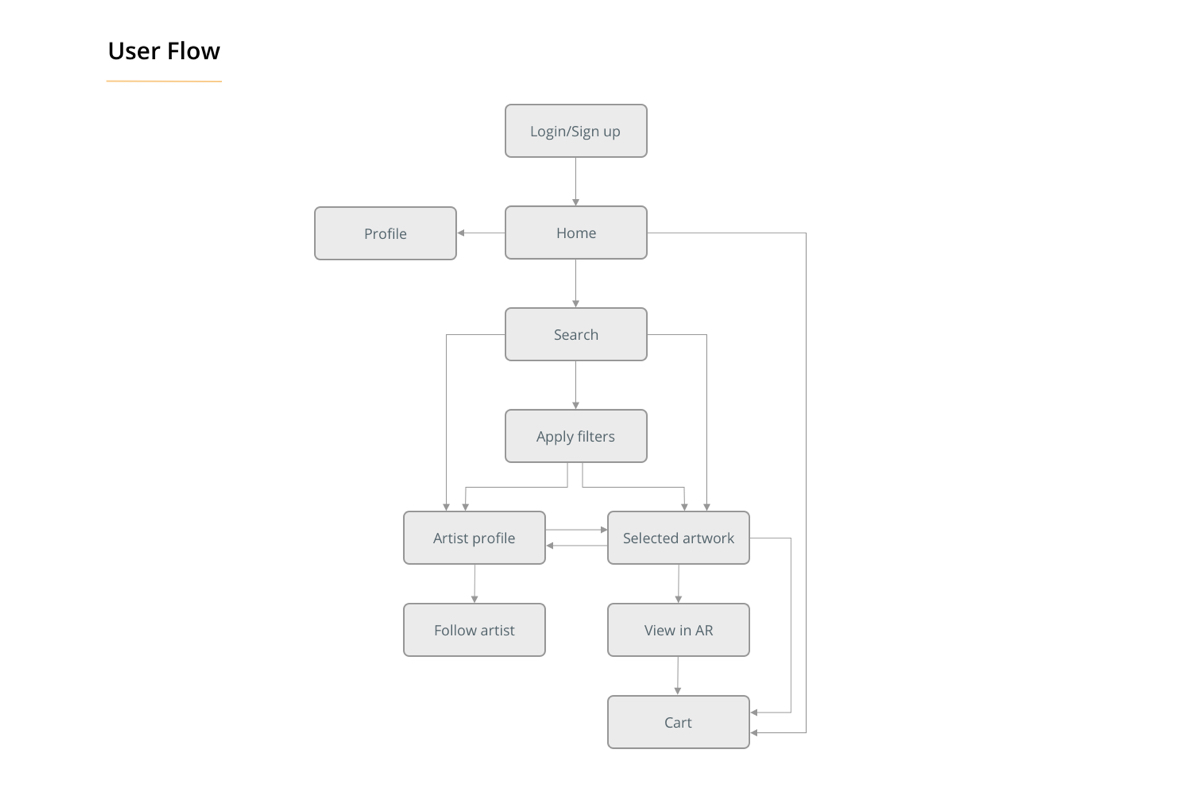 User Flow
Login/Sign up
Profile
Home
Search
Apply filters
Artist profile
Selected artwork
Follow artist
View in AR
Cart